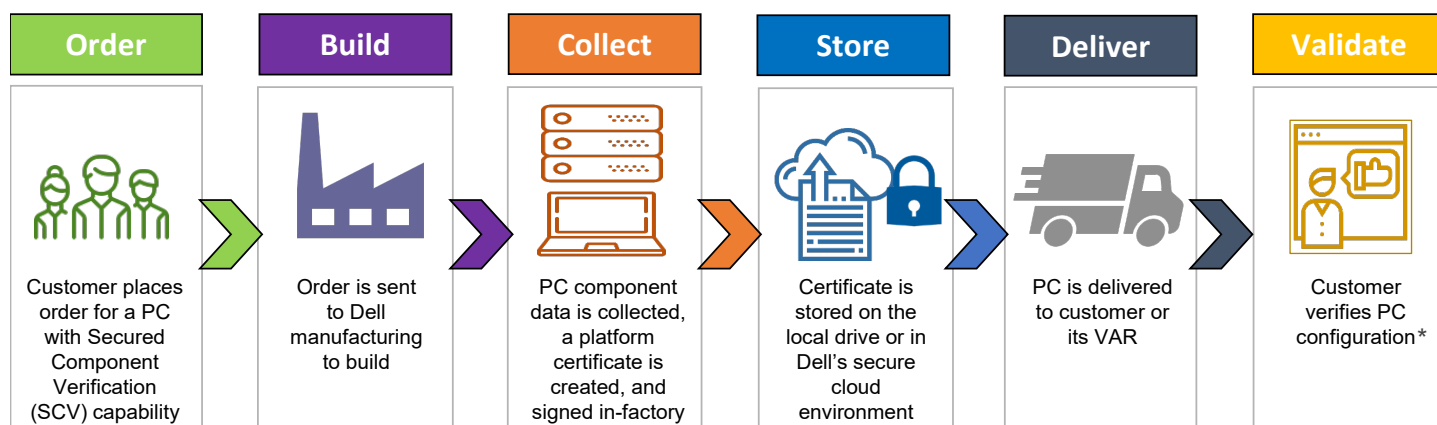 Order
Customer places
order for a PC
with Secured
Component
Verification
(SCV) capability
Build
Order is sent
to Dell
manufacturing
to build
Collect
PC component
data is collected,
a platform
certificate is
created, and
signed in-factory
Store
Certificate is
stored on the
local drive or in
Dell’s secure
cloud
environment
Deliver
PC is delivered
to customer or
its VAR
Validate
Customer
verifies PC
configuration*